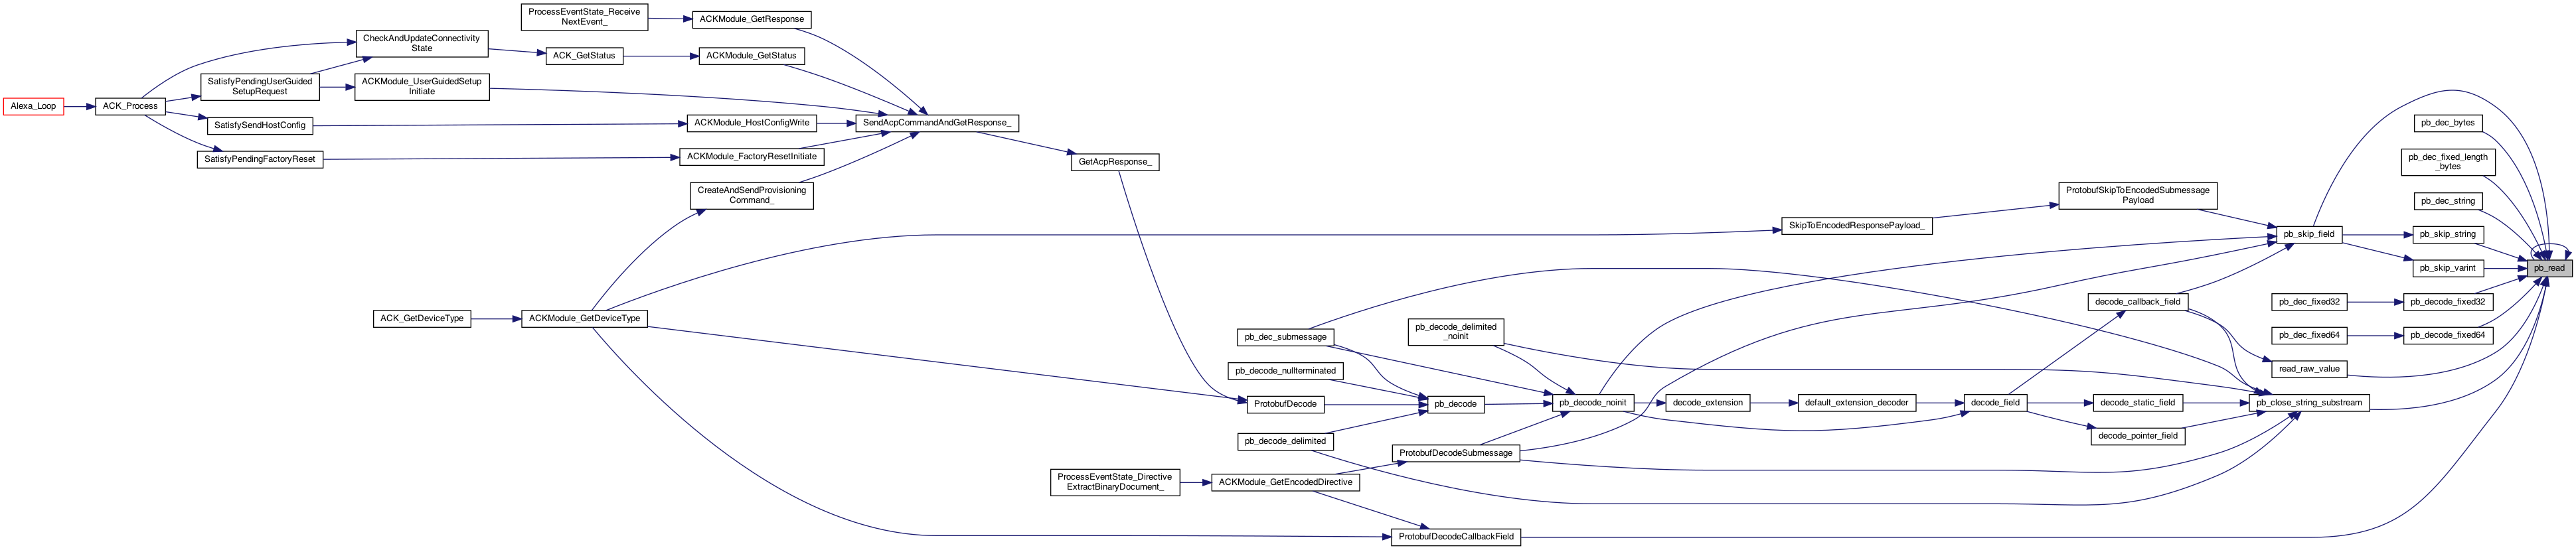 ProcessEventState_Receive
NextEvent_
ACKModule_GetResponse
CheckAndUpdateConnectivity
State
ACK_GetStatus
ACKModule_GetStatus
SatisfyPendingUserGuided
SetupRequest
ACKModule_UserGuidedSetup
Initiate
Alexa_Loop
ACK_Process
SatisfySendHostConfig
ACKModule_HostConfigWrite
SendAcpCommandAndGetResponse_
SatisfyPendingFactoryReset
ACKModule_FactoryResetInitiate
GetAcpResponse_
CreateAndSendProvisioning
Command_
pb_dec_bytes
pb_dec_fixed_length
_bytes
ProtobufSkipToEncodedSubmessage
Payload
pb_dec_string
SkipToEncodedResponsePayload_
pb_skip_field
pb_skip_string
pb_skip_varint
pb_read
decode_callback_field
pb_dec_fixed32
pb_decode_fixed32
ACK_GetDeviceType
ACKModule_GetDeviceType
pb_dec_submessage
pb_decode_delimited
_noinit
pb_dec_fixed64
pb_decode_fixed64
pb_decode_nullterminated
read_raw_value
ProtobufDecode
pb_decode
pb_decode_noinit
decode_extension
default_extension_decoder
decode_field
decode_static_field
pb_close_string_substream
pb_decode_delimited
decode_pointer_field
ProtobufDecodeSubmessage
ProcessEventState_Directive
ExtractBinaryDocument_
ACKModule_GetEncodedDirective
ProtobufDecodeCallbackField